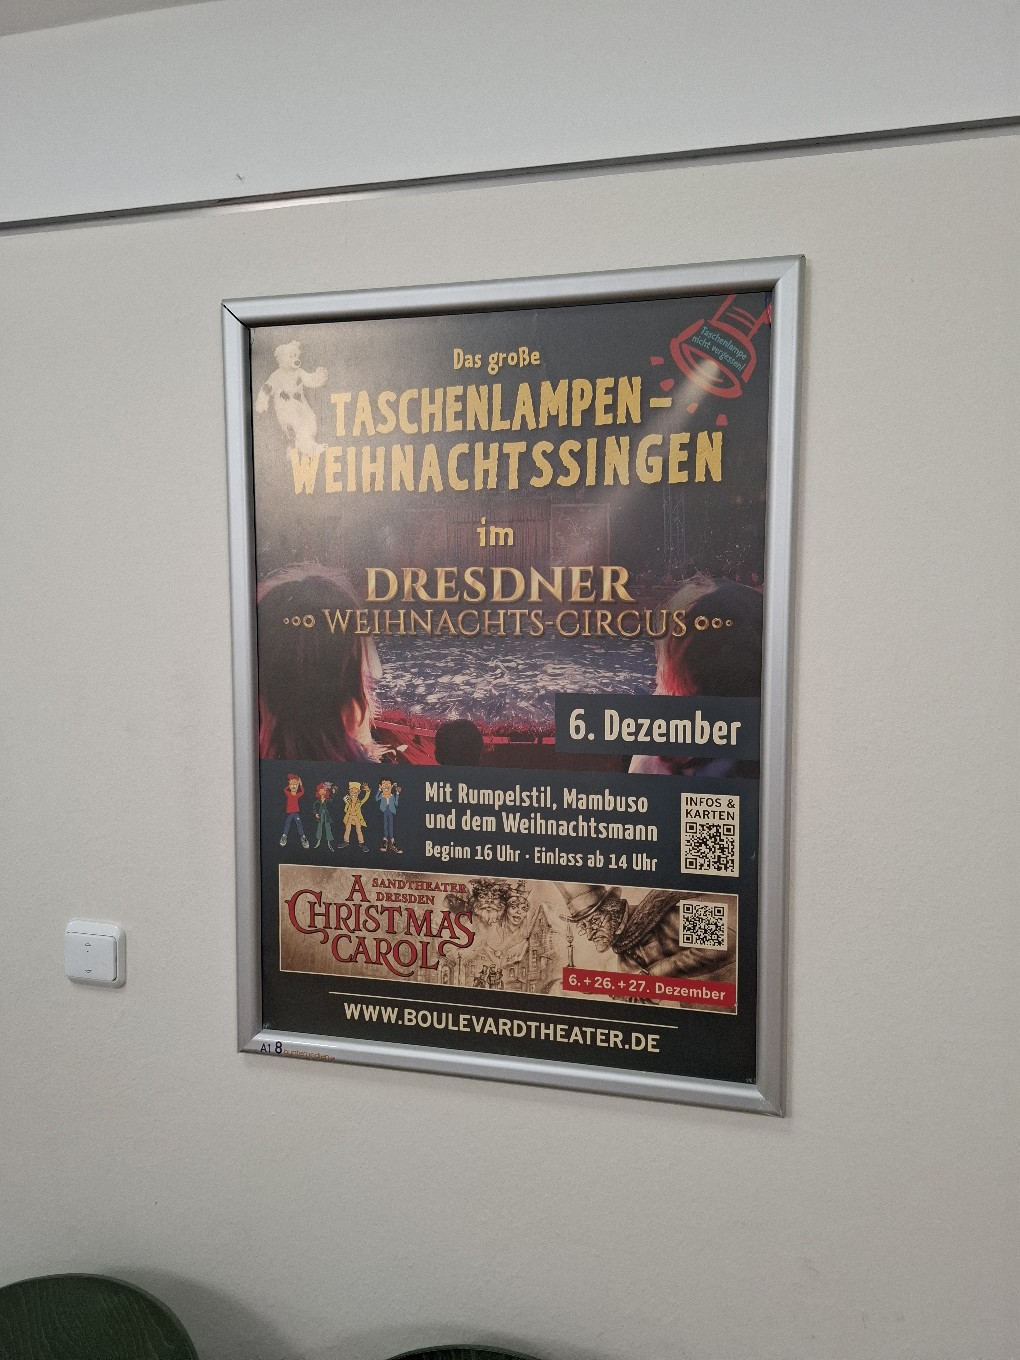 Taschenlampe
nicht vergessen!
Das große
TASCHENLAMPEN-
WEIHNACHTSSINGEN
im
DRESDNER
WEIHNACHTS-CIRCUS
6. Dezember
Mit Rumpelstil, Mambuso
und dem Weihnachtsmann
Beginn 16 Uhr · Einlass ab 14 Uhr
INFOS &
KARTEN
A
SANDTHEATER
DRESDEN
CHRISTMAS
CAROL
6. + 26. + 27. Dezember
WWW.BOULEVARDTHEATER.DE
A1 8